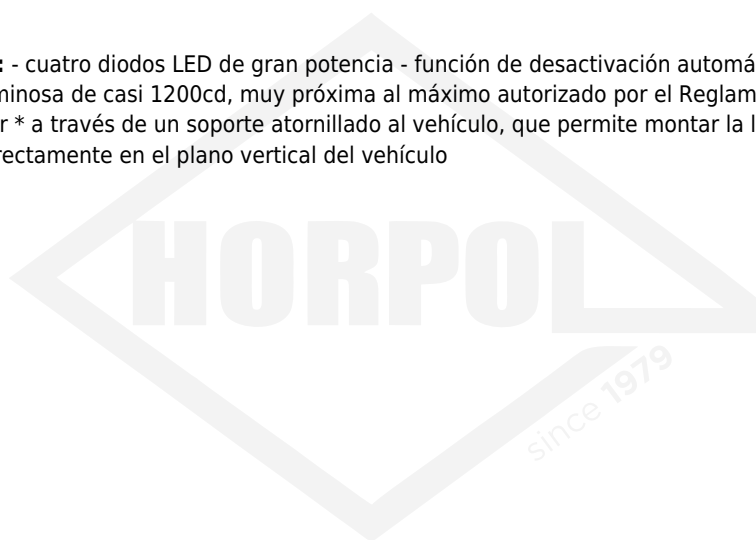 : - cuatro diodos LED de gran potencia - función de desactivación automá
minosa de casi 1200cd, muy próxima al máximo autorizado por el Reglam
r * a través de un soporte atornillado al vehículo, que permite montar la l
rectamente en el plano vertical del vehículo
HORPOL
since 1979